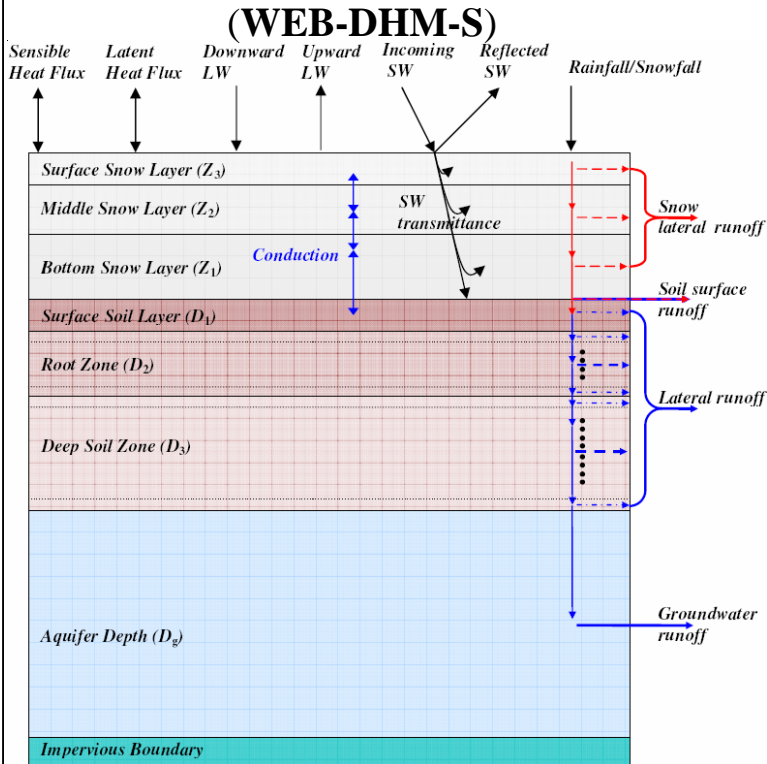 (WEB-DHM-S)
Sensible
Heat Flux
Latent
Heat Flux
Downward
LW
Upward
LW
Incoming
SW
Reflected
SW
Rainfall/Snowfall
Surface Snow Layer (Z3)
Middle Snow Layer (Z2)
SW
transmittance
Snow
lateral runoff
Conduction
Bottom Snow Layer (Z1)
Soil surface
runoff
Surface Soil Layer (D1)
Root Zone (D2)
Lateral runoff
Deep Soil Zone (D3)
Groundwater
runoff
Aquifer Depth (Dg)
Impervious Boundary